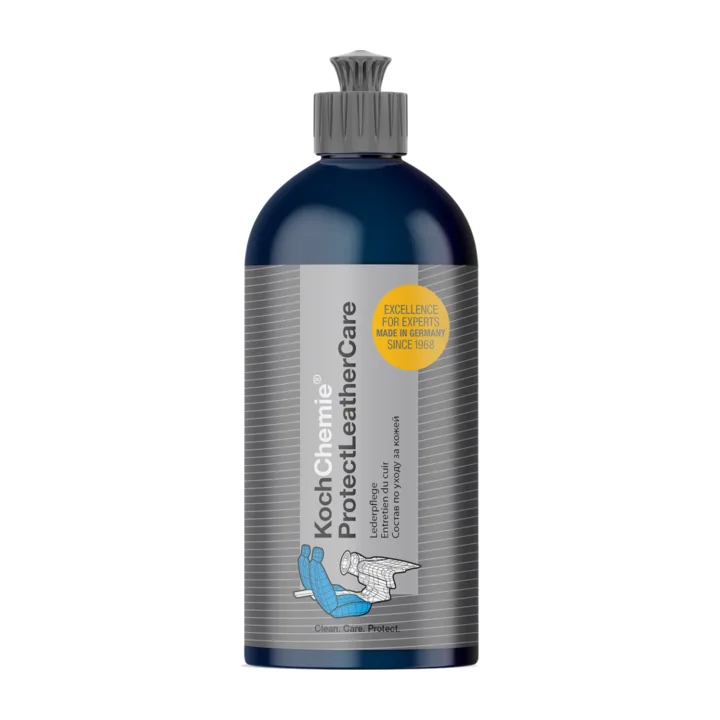 KochChemie®
ProtectLeatherCare
Lederpflege
Entretien du cuir
Состав по уходу за кожей
EXCELLENCE
FOR EXPERTS
MADE IN GERMANY
SINCE 1968
Clean. Care. Protect.